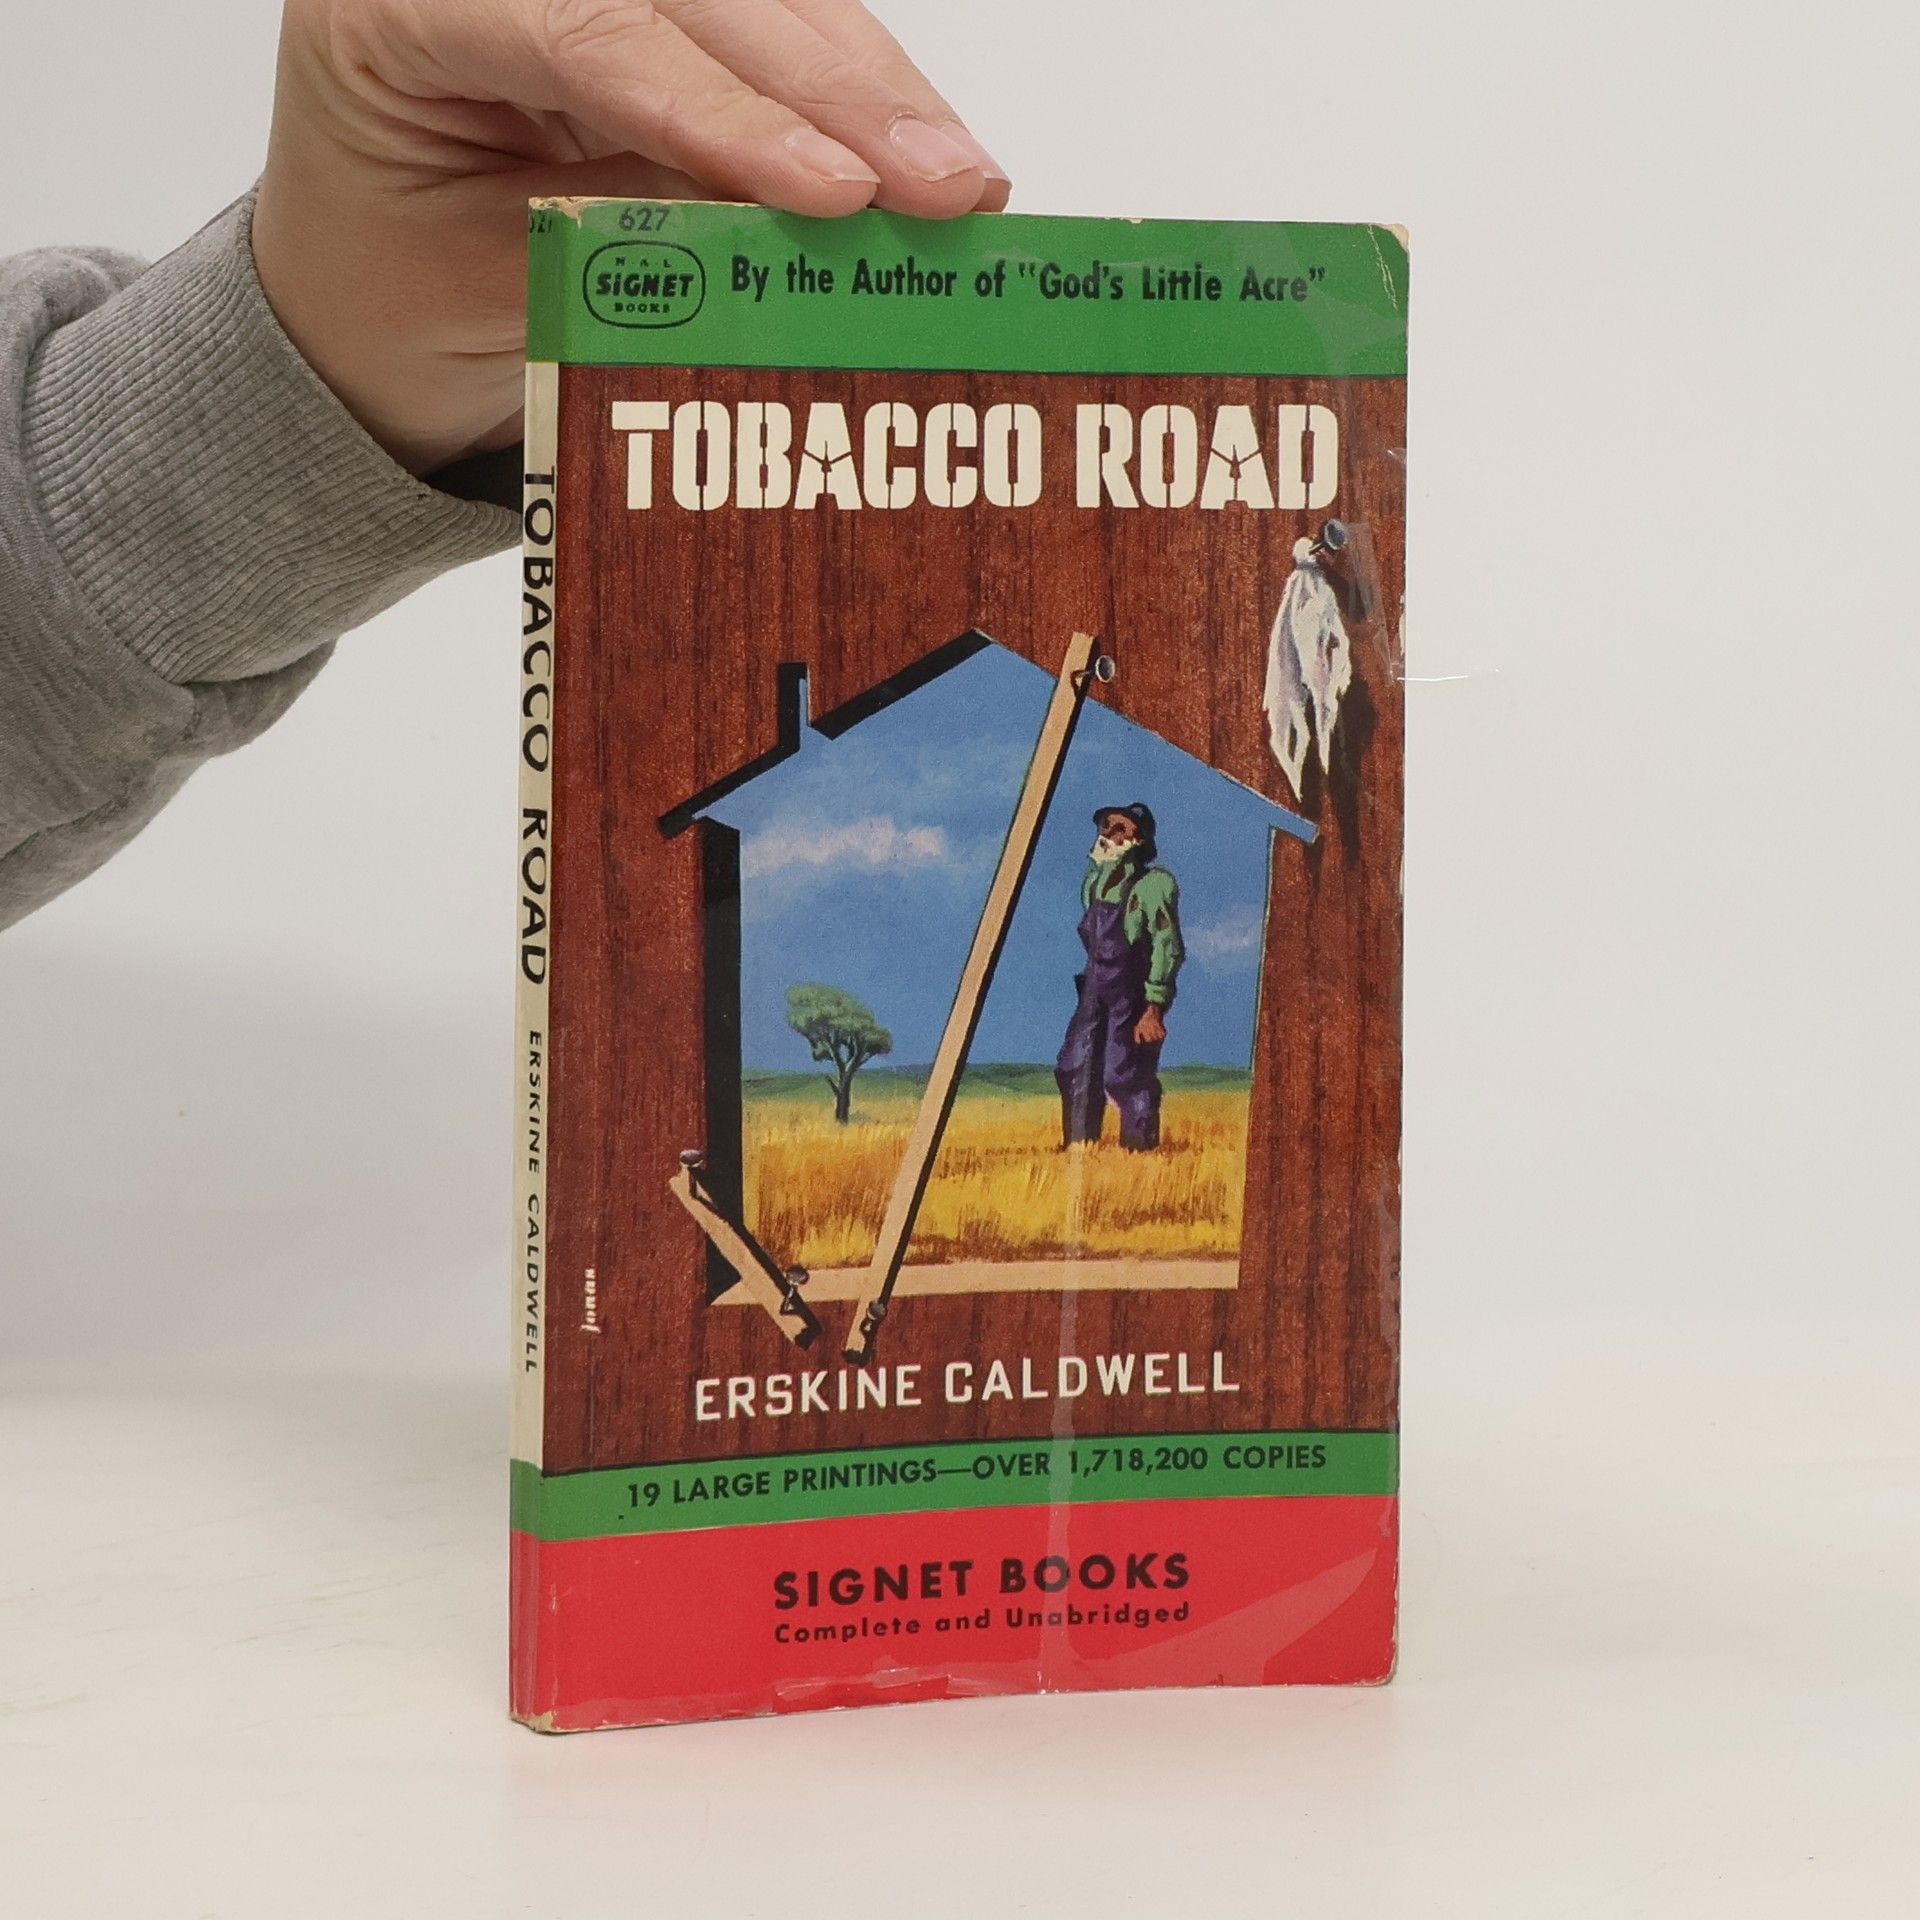 627
N·A·L
SIGNET
BOOKS
By the Author of "God's Little Acre"
TOBACCO ROAD
TOBACCO ROAD ERSKINE CALDWELL
Jonas
ERSKINE CALDWELL
19 LARGE PRINTINGS—OVER 1,718,200 COPIES
SIGNET BOOKS
Complete and Unabridged